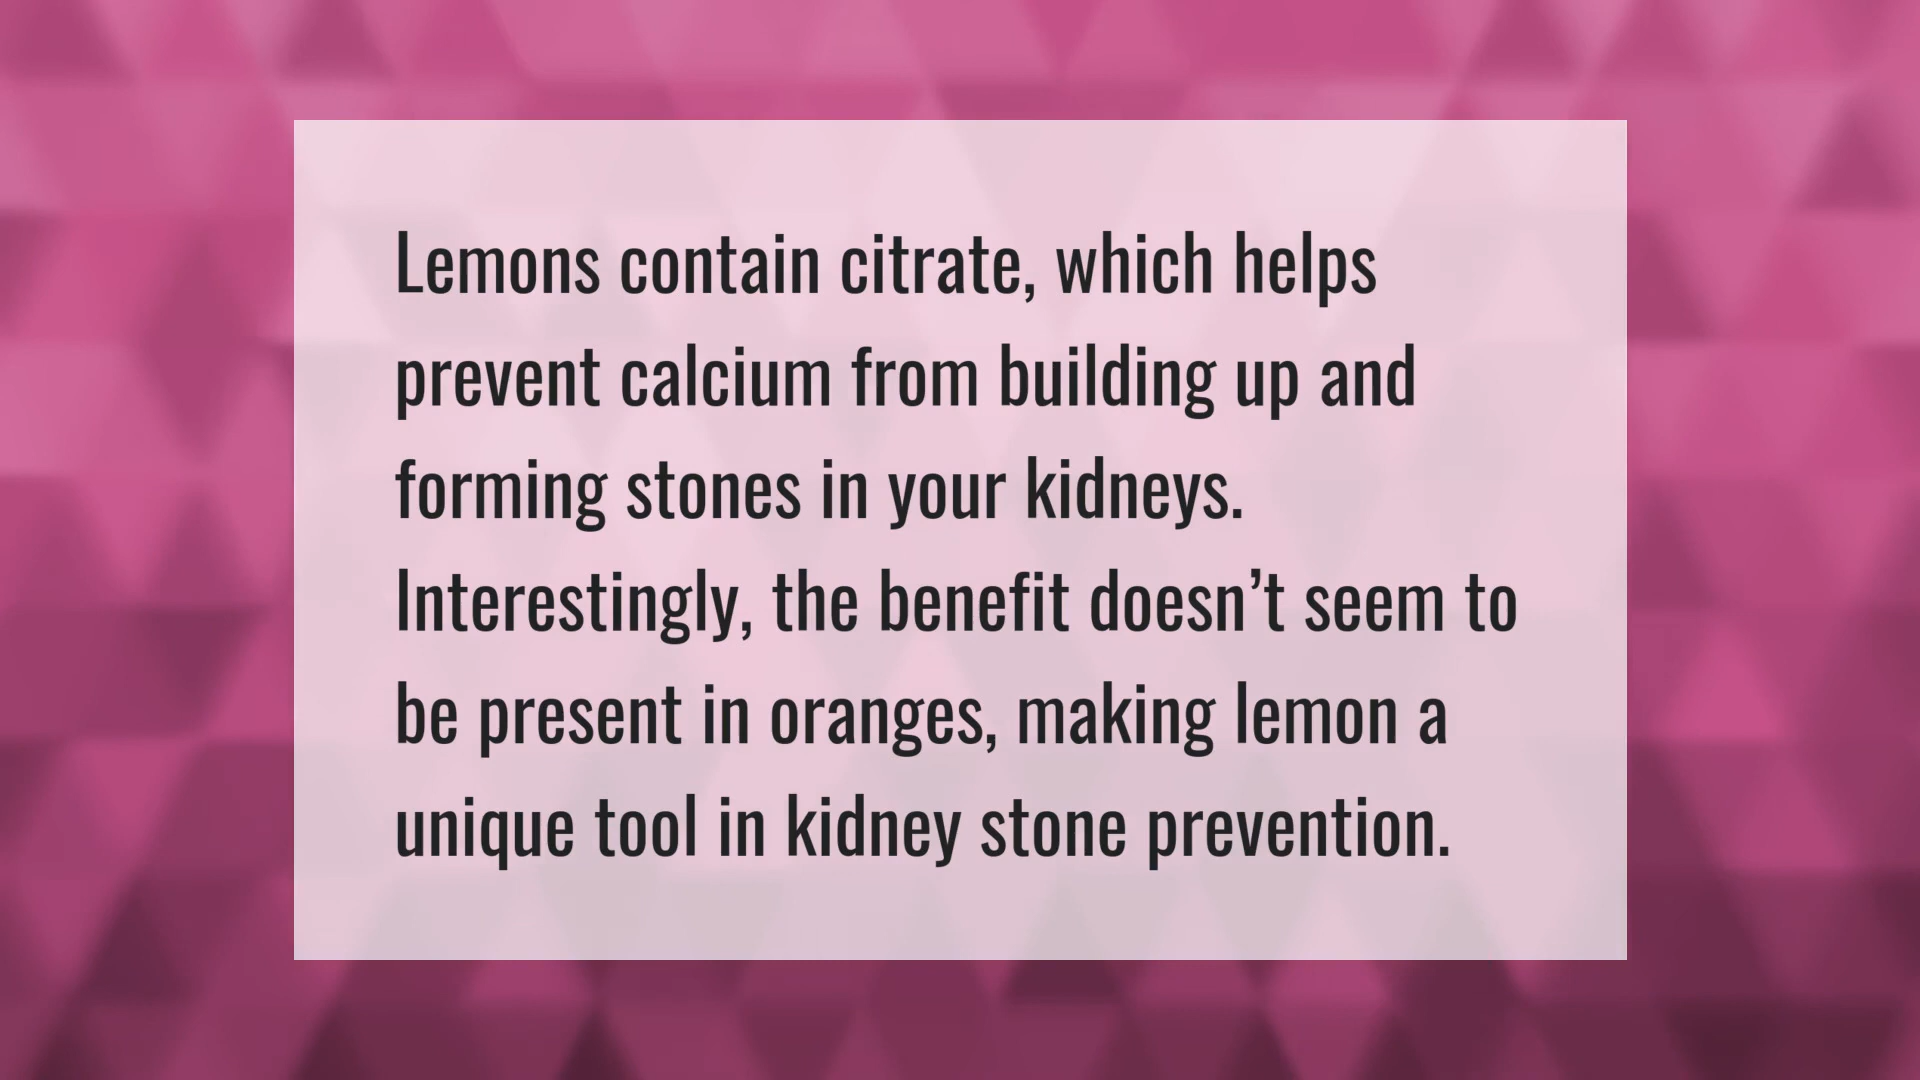 Lemons contain citrate, which helps
prevent calcium from building up and
forming stones in your kidneys.
Interestingly, the benefit doesn’t seem to
be present in oranges, making lemon a
unique tool in kidney stone prevention.